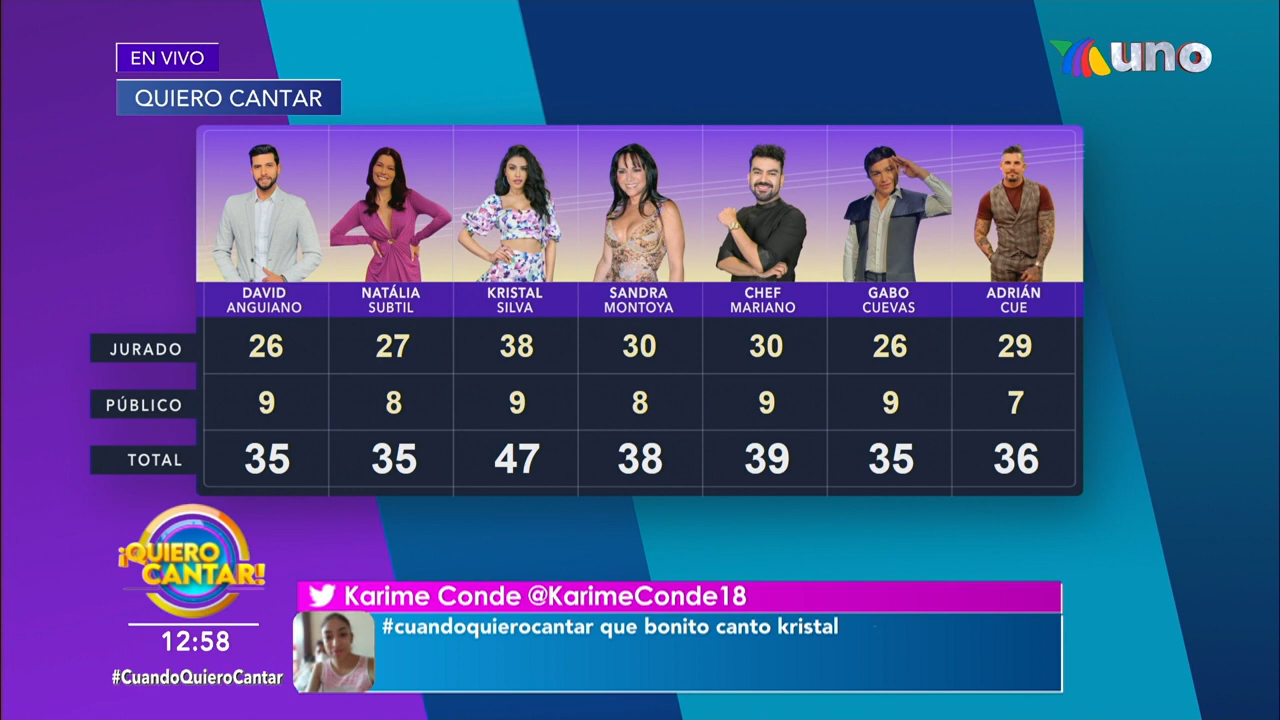 EN VIVO
uno
QUIERO CANTAR
DAVID ANGUIANO
NATÁLIA SUBTIL
KRISTAL SILVA
SANDRA MONTOYA
CHEF MARIANO
GABO CUEVAS
ADRIÁN CUE
JURADO 26 27 38 30 30 26 29
PÚBLICO 9 8 9 8 9 9 7
TOTAL 35 35 47 38 39 35 36
¡QUIERO
CANTAR!
12:58
#CuandoQuieroCantar
Karime Conde @KarimeConde18
#cuandoquierocantar que bonito canto kristal